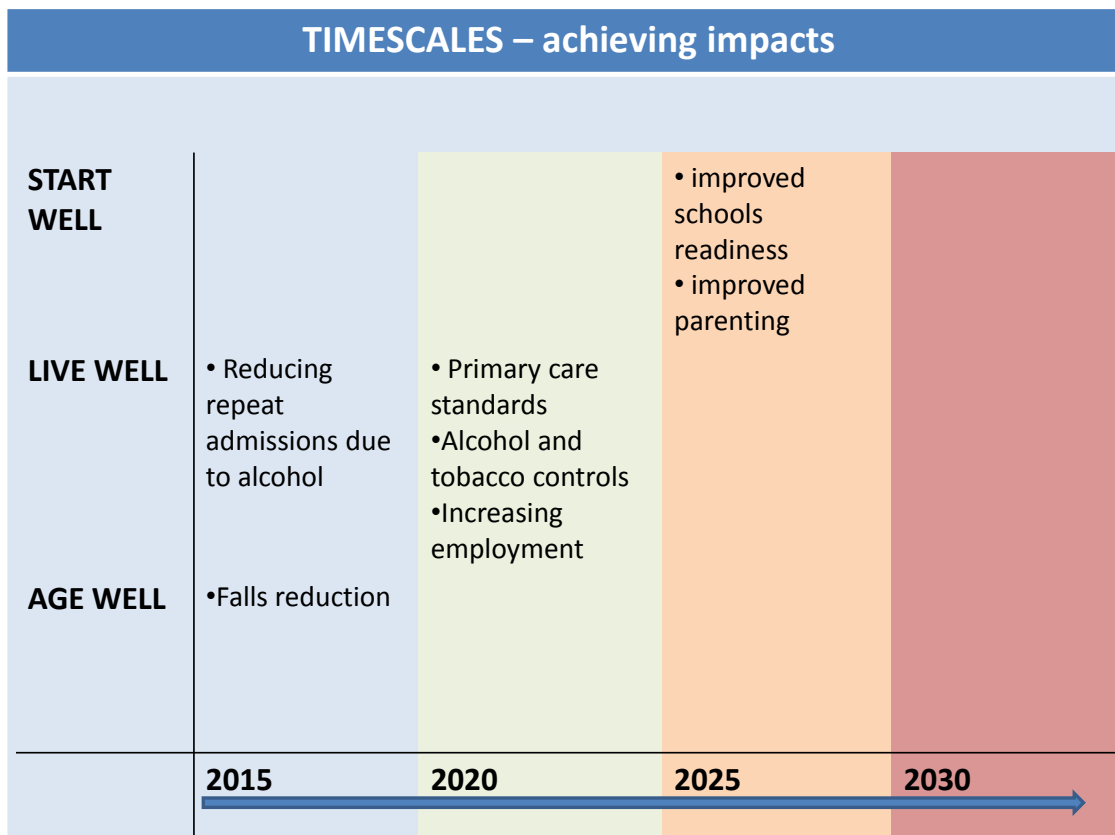 TIMESCALES – achieving impacts
START
WELL
• improved
schools
readiness
• improved
parenting
LIVE WELL
• Reducing
repeat
admissions due
to alcohol
• Primary care
standards
•Alcohol and
tobacco controls
•Increasing
employment
AGE WELL
•Falls reduction
2015
2020
2025
2030